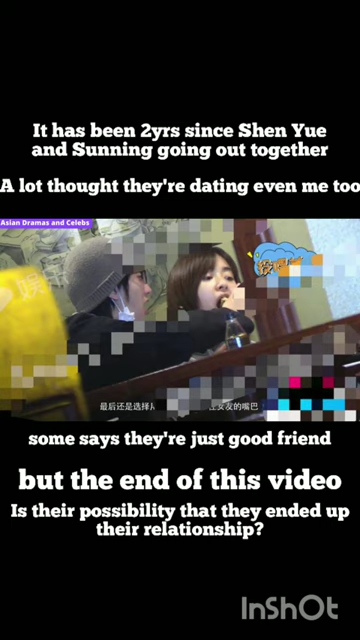 It has been 2yrs since Shen Yue
and Sunning going out together
A lot thought they're dating even me too
Asian Dramas and Celebs
最后还是选择
女友的嘴巴
some says they're just good friend
but the end of this video
Is their possibility that they ended up
their relationship?
InShOt